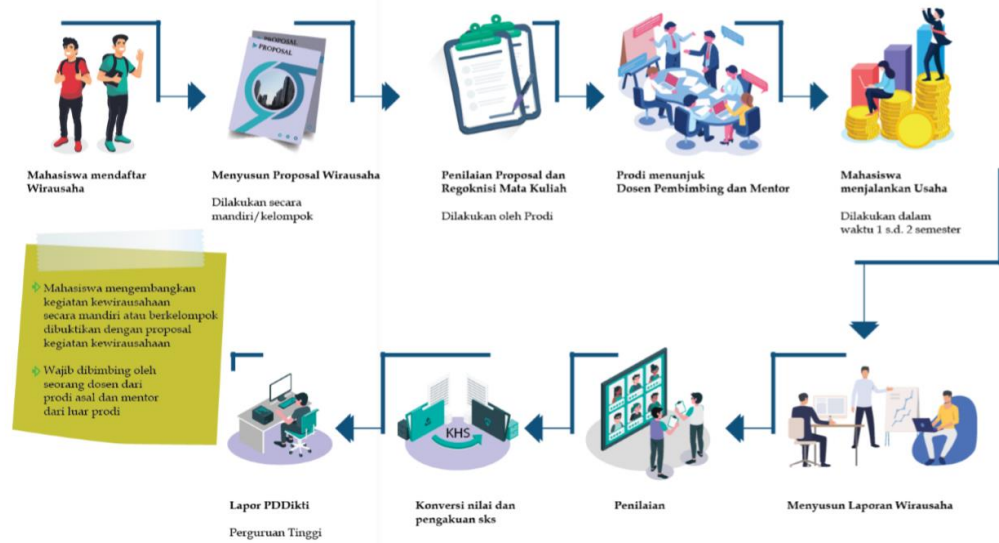 PROPOSAL
PROPOSAL
Mahasiswa mendaftar
Wirausaha
Menyusun Proposal Wirausaha
Dilakukan secara
mandiri/kelompok
Penilaian Proposal dan
Regoknisi Mata Kuliah
Dilakukan oleh Prodi
Prodi menunjuk
Dosen Pembimbing dan Mentor
Mahasiswa
menjalankan Usaha
Dilakukan dalam
waktu 1 s.d. 2 semester
Mahasiswa mengembangkan
kegiatan kewirausahaan
secara mandiri atau berkelompok
dibuktikan dengan proposal
kegiatan kewirausahaan
Wajib dibimbing oleh
seorang dosen dari
prodi asal dan mentor
dari luar prodi
KHS
Lapor PDDikti
Perguruan Tinggi
Konversi nilai dan
pengakuan sks
Penilaian
Menyusun Laporan Wirausaha